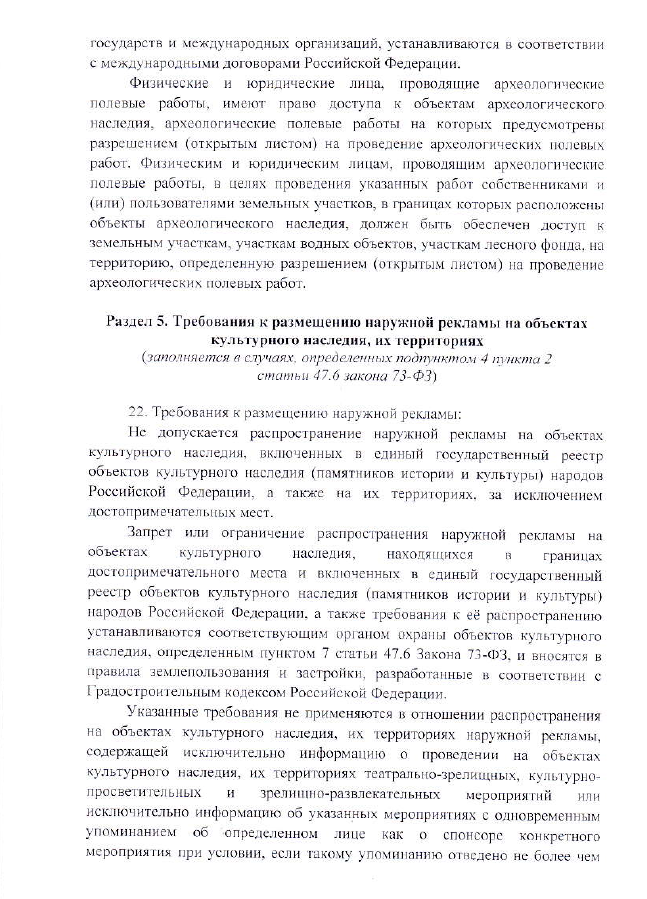 государств и международных организаций, устанавливаются в соответствии
с международными договорами Российской Федерации.
Физические и юридические лица, проводящие археологические
полевые работы, имеют право доступа к объектам археологического
наследия, археологические полевые работы на которых предусмотрены
разрешением (открытым листом) на проведение археологических полевых
работ. Физическим и юридическим лицам, проводящим археологические
полевые работы, в целях проведения указанных работ собственниками и
(или) пользователями земельных участков, в границах которых расположены
объекты археологического наследия, должен быть обеспечен доступ к
земельным участкам, участкам водных объектов, участкам лесного фонда, на
территорию, определенную разрешением (открытым листом) на проведение
археологических полевых работ.
Раздел 5. Требования к размещению наружной рекламы на объектах
культурного наследия, их территориях
(заполняется в случаях, определенных подпунктом 4 пункта 2
статьи 47.6 закона 73-ФЗ)
22. Требования к размещению наружной рекламы:
Не допускается распространение наружной рекламы на объектах
культурного наследия, включенных в единый государственный реестр
объектов культурного наследия (памятников истории и культуры) народов
Российской Федерации, а также на их территориях, за исключением
достопримечательных мест.
Запрет или ограничение распространения наружной рекламы на
объектах культурного наследия, находящихся в границах
достопримечательного места и включенных в единый государственный
реестр объектов культурного наследия (памятников истории и культуры)
народов Российской Федерации, а также требования к её распространению
устанавливаются соответствующим органом охраны объектов культурного
наследия, определенным пунктом 7 статьи 47.6 Закона 73-ФЗ, и вносятся в
правила землепользования и застройки, разработанные в соответствии с
Градостроительным кодексом Российской Федерации.
Указанные требования не применяются в отношении распространения
на объектах культурного наследия, их территориях наружной рекламы,
содержащей исключительно информацию о проведении на объектах
культурного наследия, их территориях театрально-зрелищных, культурно-
просветительных и зрелищно-развлекательных мероприятий или
исключительно информацию об указанных мероприятиях с одновременным
упоминанием об определенном лице как о спонсоре конкретного
мероприятия при условии, если такому упоминанию отведено не более чем